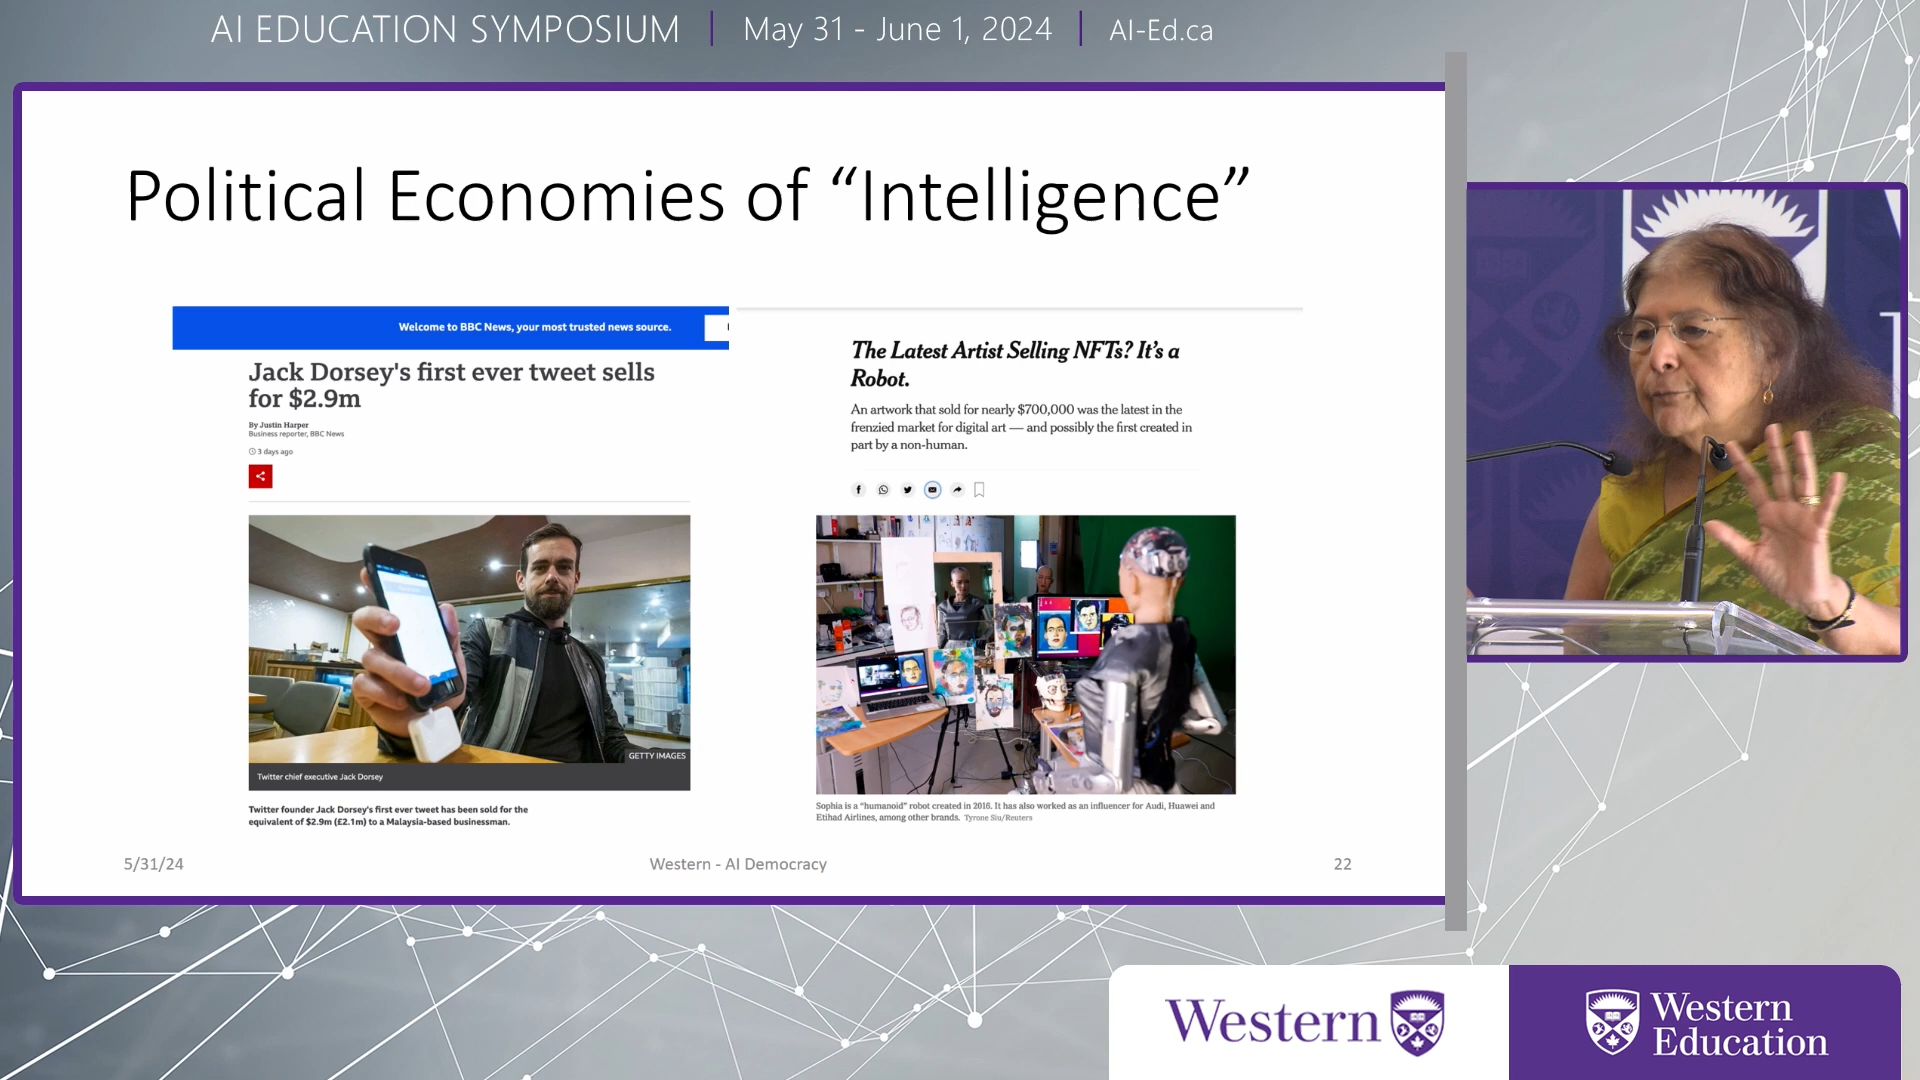 AI EDUCATION SYMPOSIUM | May 31 - June 1, 2024 | AI-Ed.ca
Political Economies of “Intelligence”
Welcome to BBC News, your most trusted news source.
Jack Dorsey's first ever tweet sells
for $2.9m
By Justin Harper
Business reporter, BBC News
3 days ago
GETTY IMAGES
Twitter chief executive Jack Dorsey
Twitter founder Jack Dorsey's first ever tweet has been sold for the
equivalent of $2.9m (£2.1m) to a Malaysia-based businessman.
The Latest Artist Selling NFTs? It’s a
Robot.
An artwork that sold for nearly $700,000 was the latest in the
frenzied market for digital art — and possibly the first created in
part by a non-human.
Sophia is a “humanoid” robot created in 2016. It has also worked as an influencer for Audi, Huawei and
Etihad Airlines, among other brands. Tyrone Siu/Reuters
5/31/24
Western - AI Democracy
22
Western
Western
Education